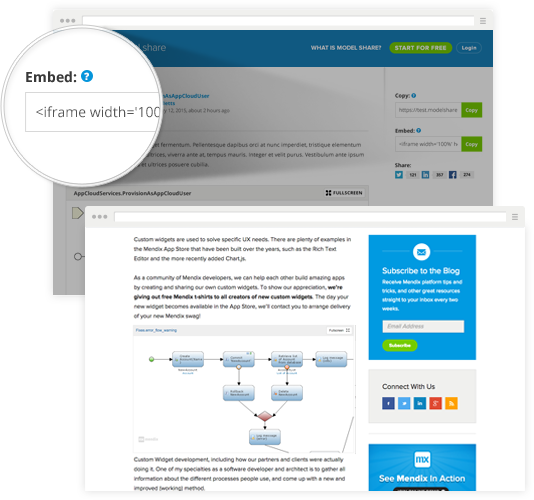 del share
WHAT IS MODEL SHARE?
START FOR FREE
Login
Embed: ?
<iframe width='100
nAsAppCloudUser
12, 2015, about 2 hours ago
et fermentum. Pellentesque dapibus orci at nunc imperdiet, tristique elementum
ultrices, viverra ante at, tempus mauris. Integer et velit purus. Vestibulum ante ipsum
et ultrices posuere cubilia.
AppCloudServices.ProvisionAsAppCloudUser
FULLSCREEN
Copy: ?
https://test.modelshare
Copy
Embed: ?
<iframe width='100%' h
Copy
Share:
121
357
274
Custom widgets are used to solve specific UX needs. There are plenty of examples in
the Mendix App Store that have been built over the years, such as the Rich Text
Editor and the more recently added Chart.js.
As a community of Mendix developers, we can help each other build amazing apps
by creating and sharing our own custom widgets. To show our appreciation, we're
giving out free Mendix t-shirts to all creators of new custom widgets. The day your
new widget becomes available in the App Store, we'll contact you to arrange delivery
of your new Mendix swag!
Fullscreen
mendix
Custom Widget development, including how our partners and clients were actually
doing it. One of my specialties as a software developer and architect is to gather all
information about the different processes people use, and come up with a new and
improved (working) method.
Subscribe to the Blog
Receive Mendix platform tips and
tricks, and other great resources
straight to your inbox every two
weeks.
Email Address
Subscribe
Connect With Us
mx
See Mendix In Action